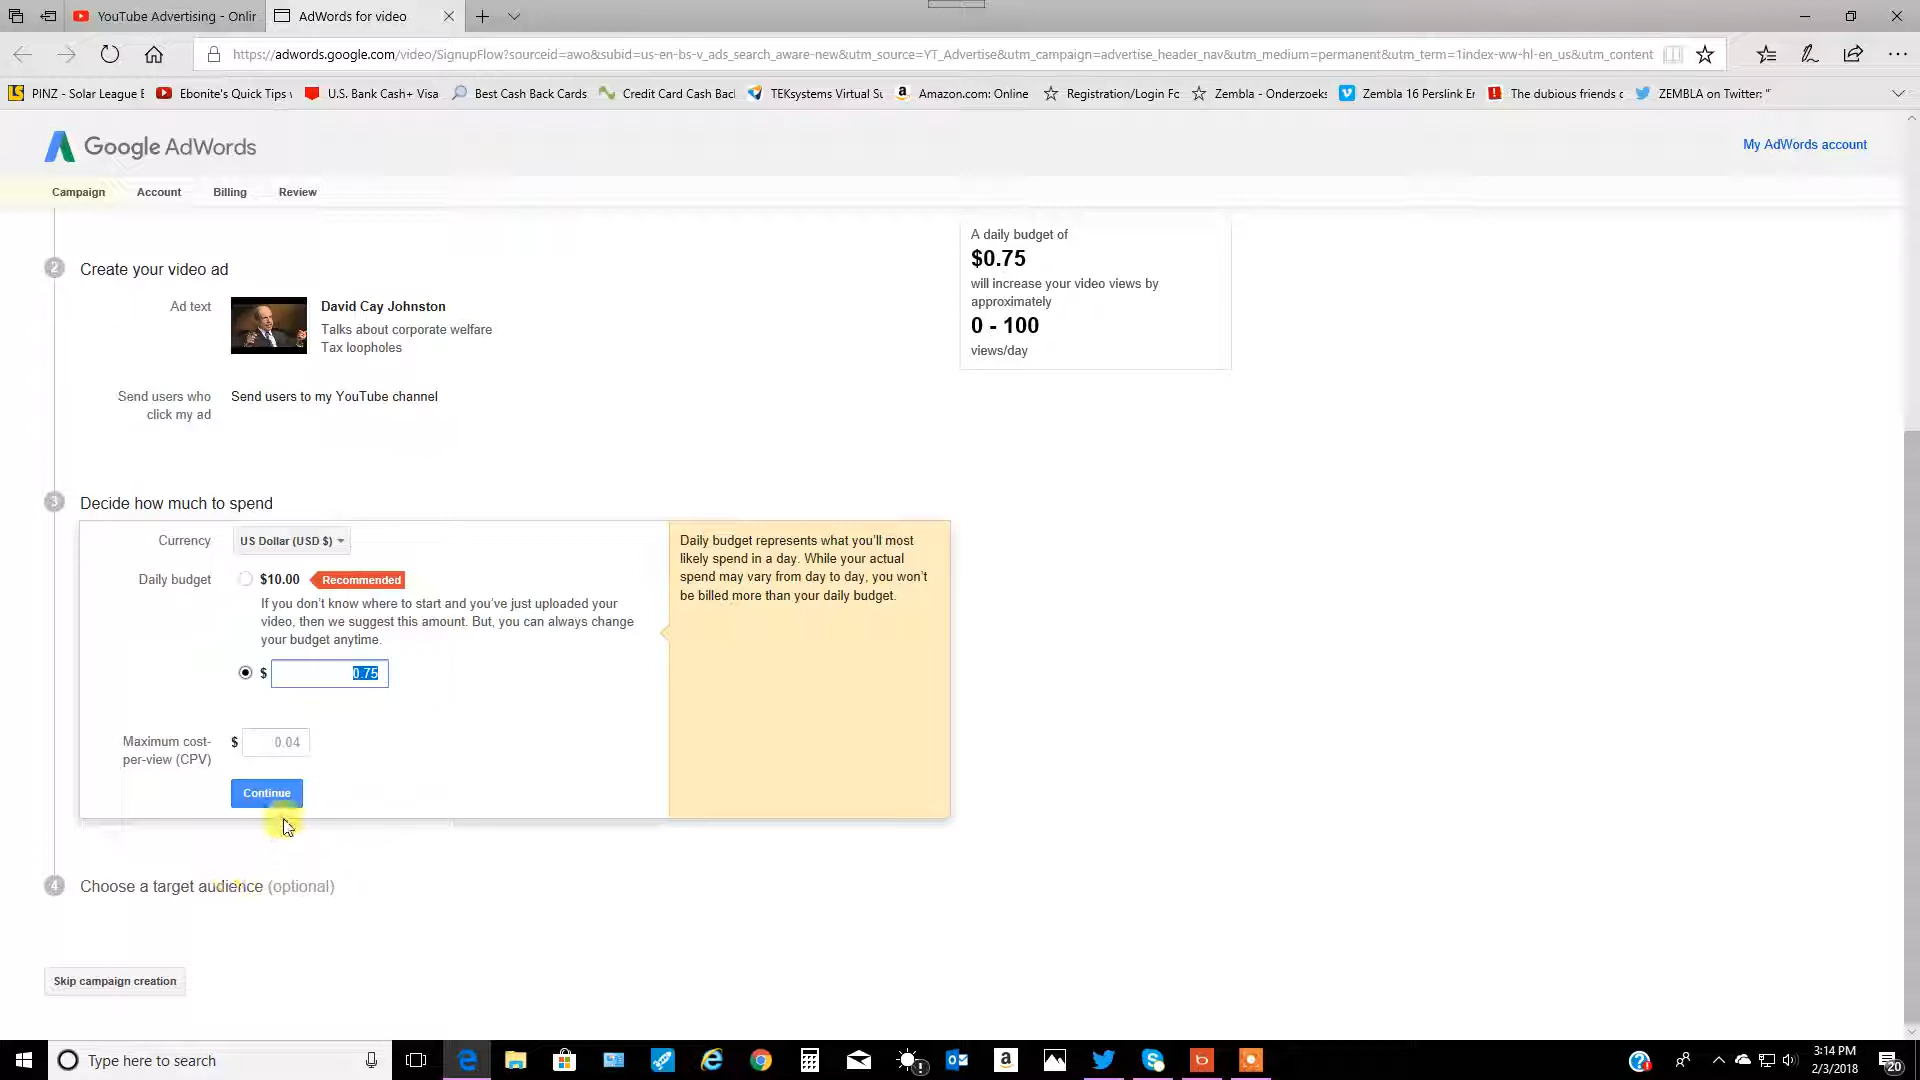 YouTube Advertising - Onlir
AdWords for video
https://adwords.google.com/video/SignupFlow?sourceid=awo&subid=us-en-bs-v_ads_search_aware-new&utm_source=YT_Advertise&utm_campaign=advertise_header_nav&utm_medium=permanent&utm_term=1index-ww-hl-en_us&utm_content
PINZ - Solar League E
Ebonite's Quick Tips v
U.S. Bank Cash+ Visa
Best Cash Back Cards
Credit Card Cash Bacl
TEKsystems Virtual Su
Amazon.com: Online
Registration/Login Fc
Zembla - Onderzoeks
Zembla 16 Perslink Er
The dubious friends c
ZEMBLA on Twitter: "
Google AdWords
My AdWords account
Campaign
Account
Billing
Review
A daily budget of
$0.75
will increase your video views by
approximately
0 - 100
views/day
2
Create your video ad
Ad text
David Cay Johnston
Talks about corporate welfare
Tax loopholes
Send users who
click my ad
Send users to my YouTube channel
3
Decide how much to spend
Currency
US Dollar (USD $)
Daily budget
$10.00
Recommended
If you don't know where to start and you've just uploaded your
video, then we suggest this amount. But, you can always change
your budget anytime.
$ 0.75
Daily budget represents what you'll most
likely spend in a day. While your actual
spend may vary from day to day, you won't
be billed more than your daily budget.
Maximum cost-
per-view (CPV)
$ 0.04
Continue
4
Choose a target audience (optional)
Skip campaign creation
Type here to search
3:14 PM
2/3/2018
20